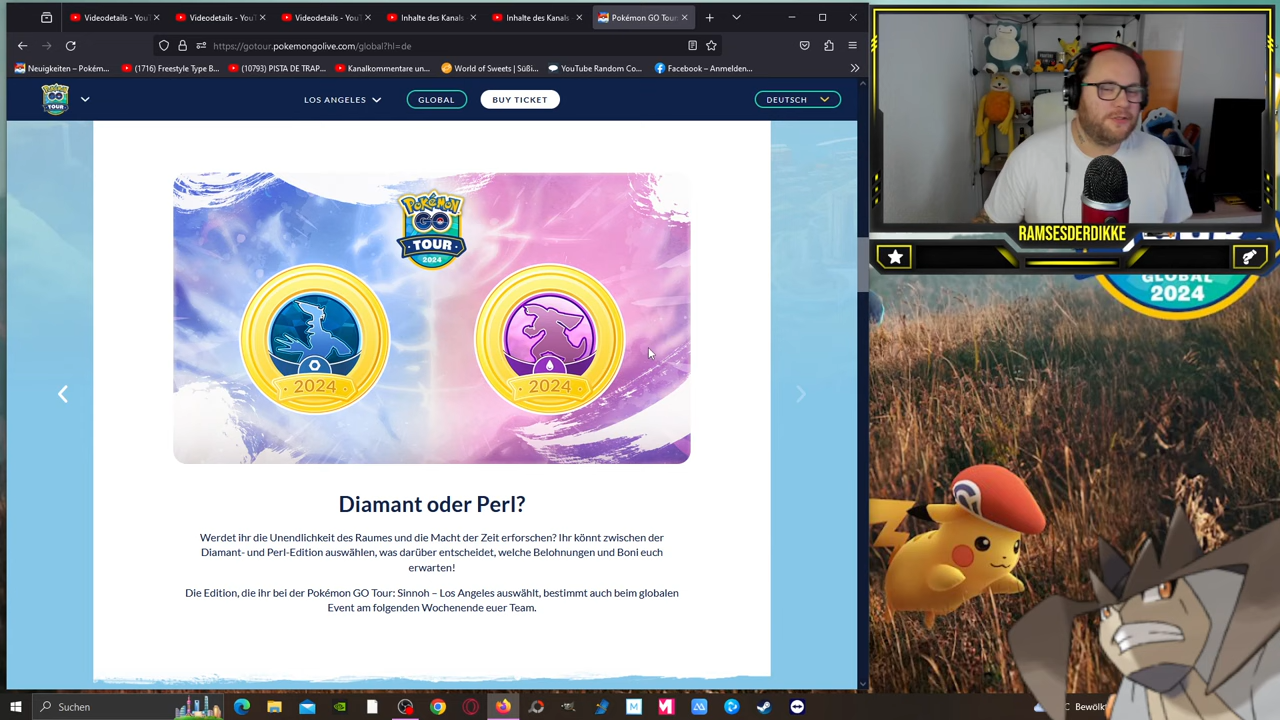 Videodetails - YouT
Videodetails - YouT
Videodetails - YouT
Inhalte des Kanals
Inhalte des Kanals
Pokémon GO Tour
https://gotour.pokemongolive.com/global?hl=de
Neuigkeiten – Pokém...
(1716) Freestyle Type B...
(10793) PISTA DE TRAP...
Kanalkommentare un...
World of Sweets | Süßi...
YouTube Random Co...
Facebook – Anmelden...
LOS ANGELES
GLOBAL
BUY TICKET
DEUTSCH
POKÉMON
GO
TOUR
2024
2024
2024
Diamant oder Perl?
Werdet ihr die Unendlichkeit des Raumes und die Macht der Zeit erforschen? Ihr könnt zwischen der
Diamant- und Perl-Edition auswählen, was darüber entscheidet, welche Belohnungen und Boni euch
erwarten!
Die Edition, die ihr bei der Pokémon GO Tour: Sinnoh – Los Angeles auswählt, bestimmt auch beim globalen
Event am folgenden Wochenende euer Team.
RAMSESDERDIKKE
GLOBAL
2024
Suchen
C Bewölk